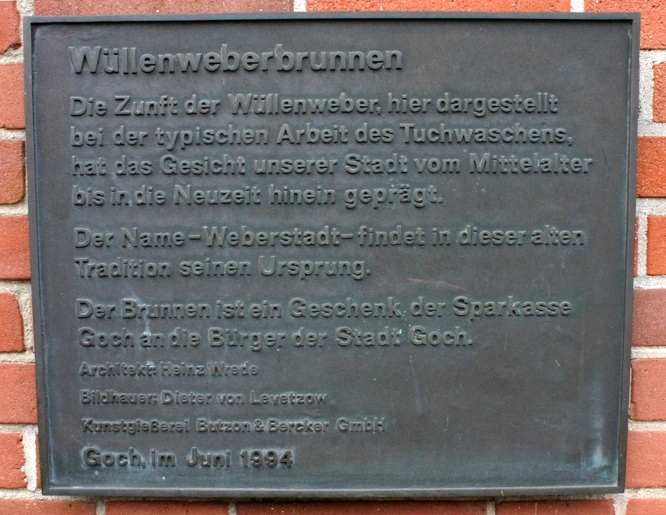 Wüllenweberbrunnen
Die Zunft der Wüllenweber, hier dargestellt
bei der typischen Arbeit des Tuchwaschens,
hat das Gesicht unserer Stadt vom Mittelalter
bis in die Neuzeit hinein geprägt.
Der Name-Weberstadt-findet in dieser alten
Tradition seinen Ursprung.
Der Brunnen ist ein Geschenk der Sparkasse
Goch an die Bürger der Stadt Goch.
Architekt: Heinz Wrede
Bildhauer: Dieter von Levetzow
Kunstgießerei Butzon & Bercker GmbH
Goch, im Juni 1994